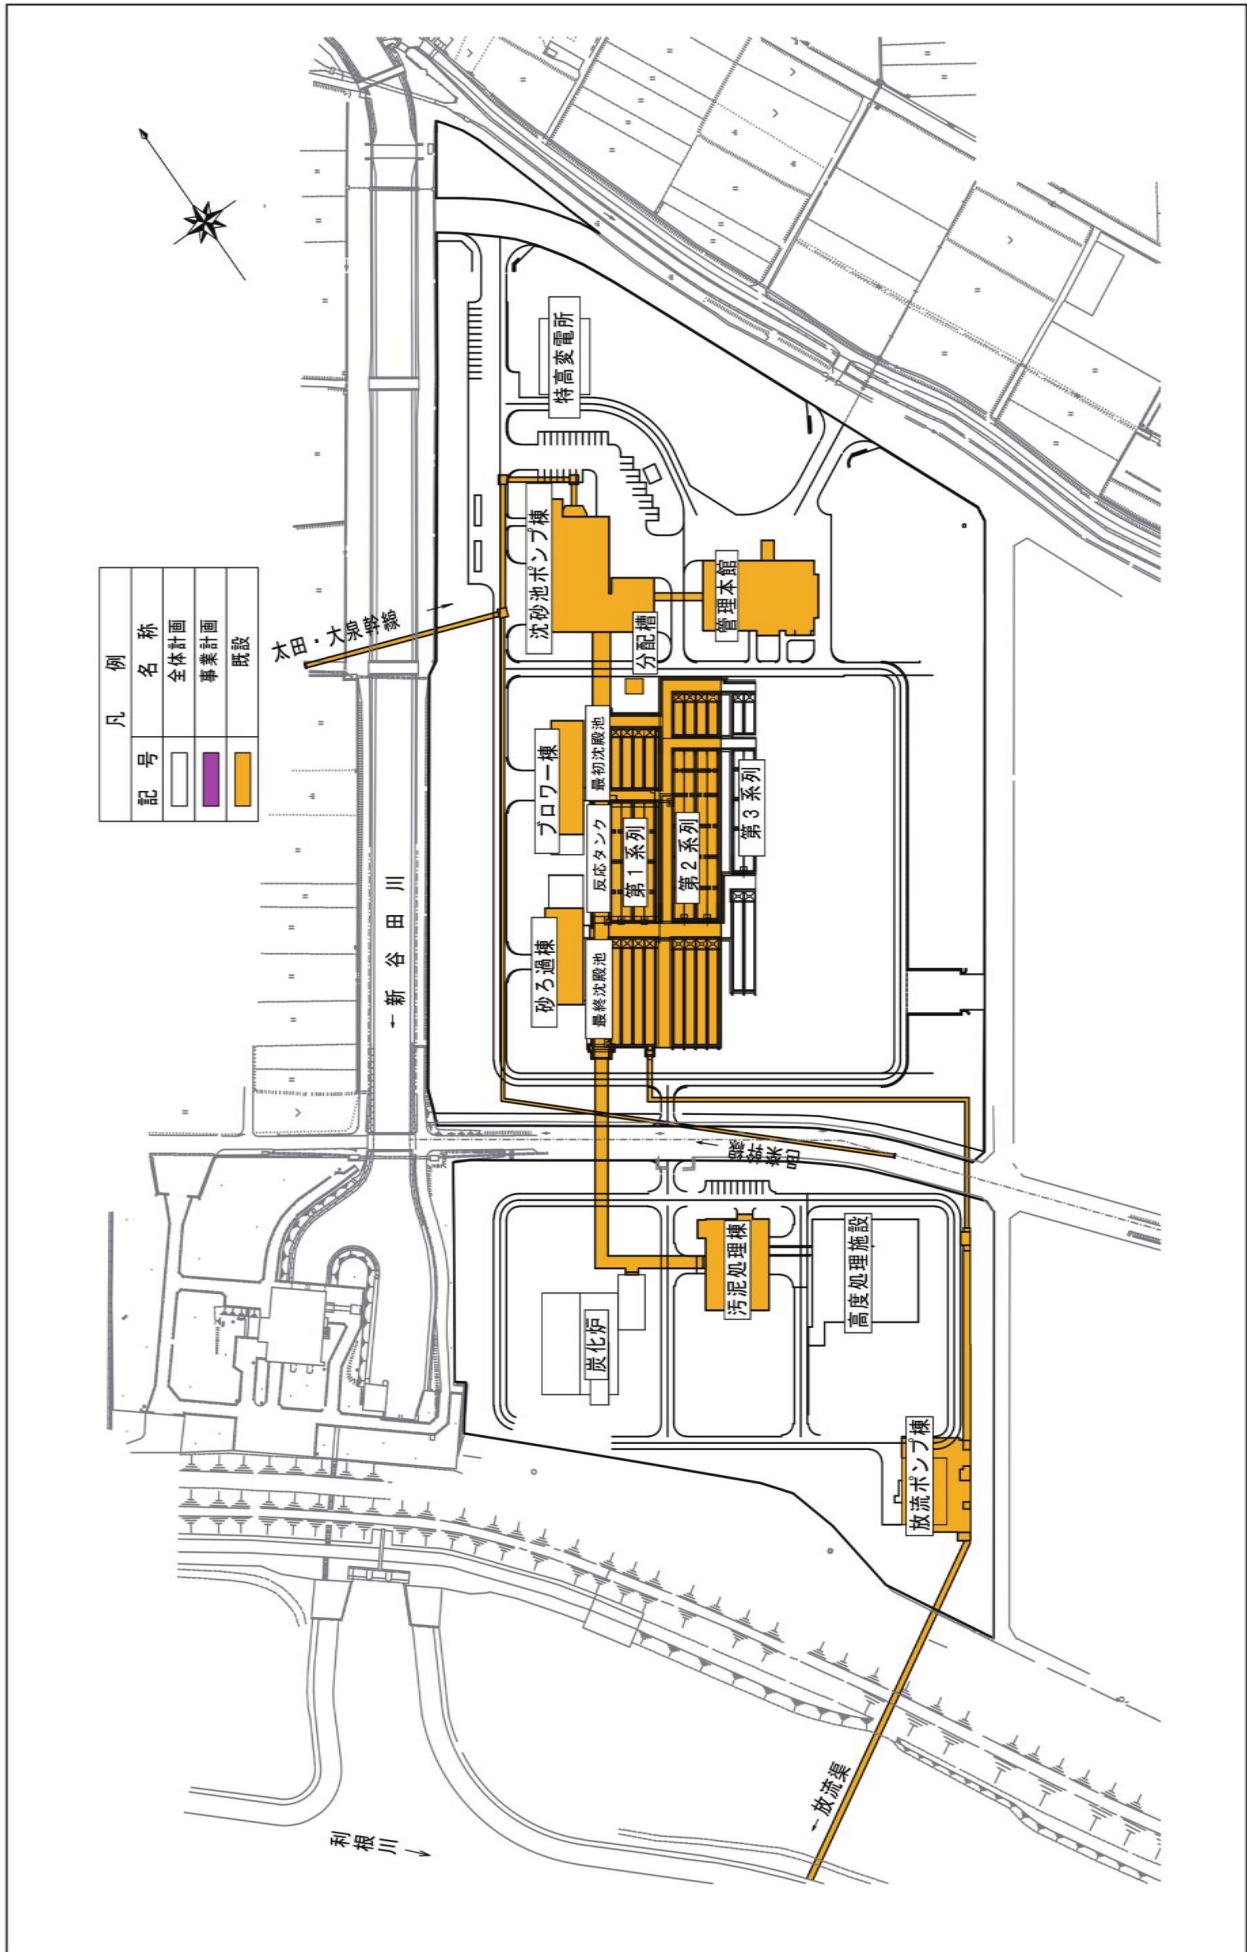 凡 例
記 号
名 称
全体計画
事業計画
既設
太田・大泉幹線 →
← 新 谷 田 川
特高変電所
沈砂池ポンプ棟
管理本館
分配槽
ブロワー棟
最初沈殿池
反応タンク
第1系列
第2系列
第3系列
砂ろ過棟
最終沈殿池
邑楽幹線
汚泥処理棟
高度処理施設
炭化炉
放流ポンプ棟
← 放流渠
利根川 →